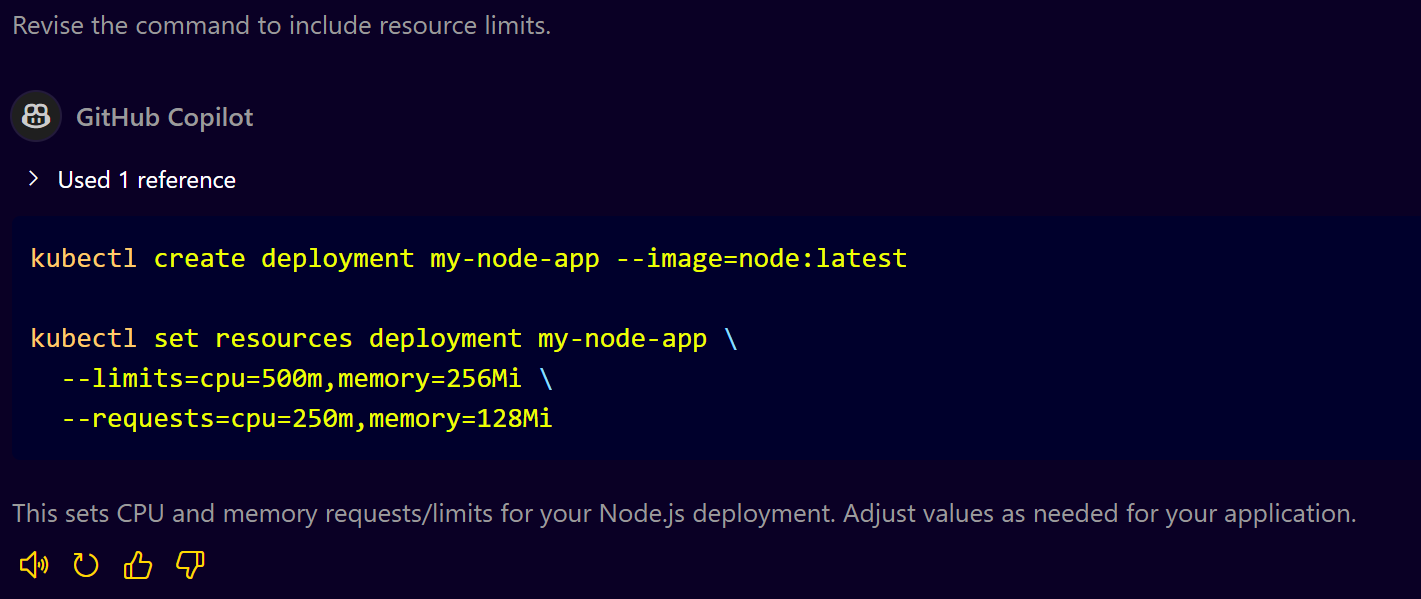 Revise the command to include resource limits.
GitHub Copilot
Used 1 reference
kubectl create deployment my-node-app --image=node:latest
kubectl set resources deployment my-node-app \
--limits=cpu=500m,memory=256Mi \
--requests=cpu=250m,memory=128Mi
This sets CPU and memory requests/limits for your Node.js deployment. Adjust values as needed for your application.